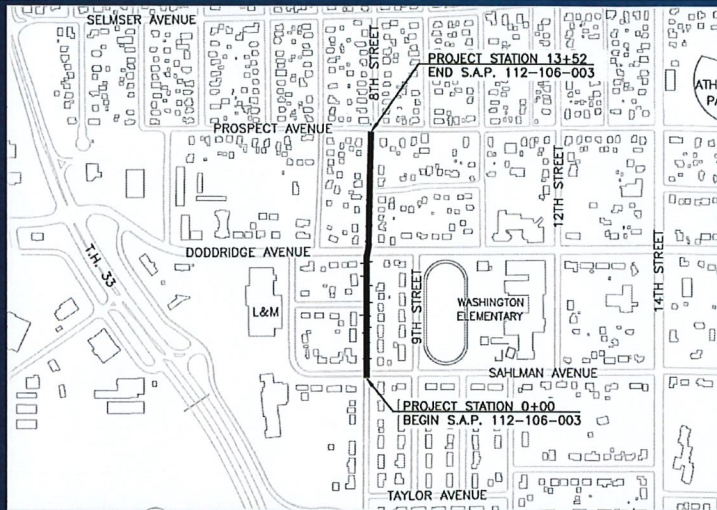 SELMSER AVENUE
8TH STREET
PROJECT STATION 13+52
END S.A.P. 112-106-003
PROSPECT AVENUE
12TH STREET
DODDRIDGE AVENUE
T.H. 33
14TH STREET
L&M
9TH STREET
WASHINGTON
ELEMENTARY
SAHLMAN AVENUE
PROJECT STATION 0+00
BEGIN S.A.P. 112-106-003
TAYLOR AVENUE